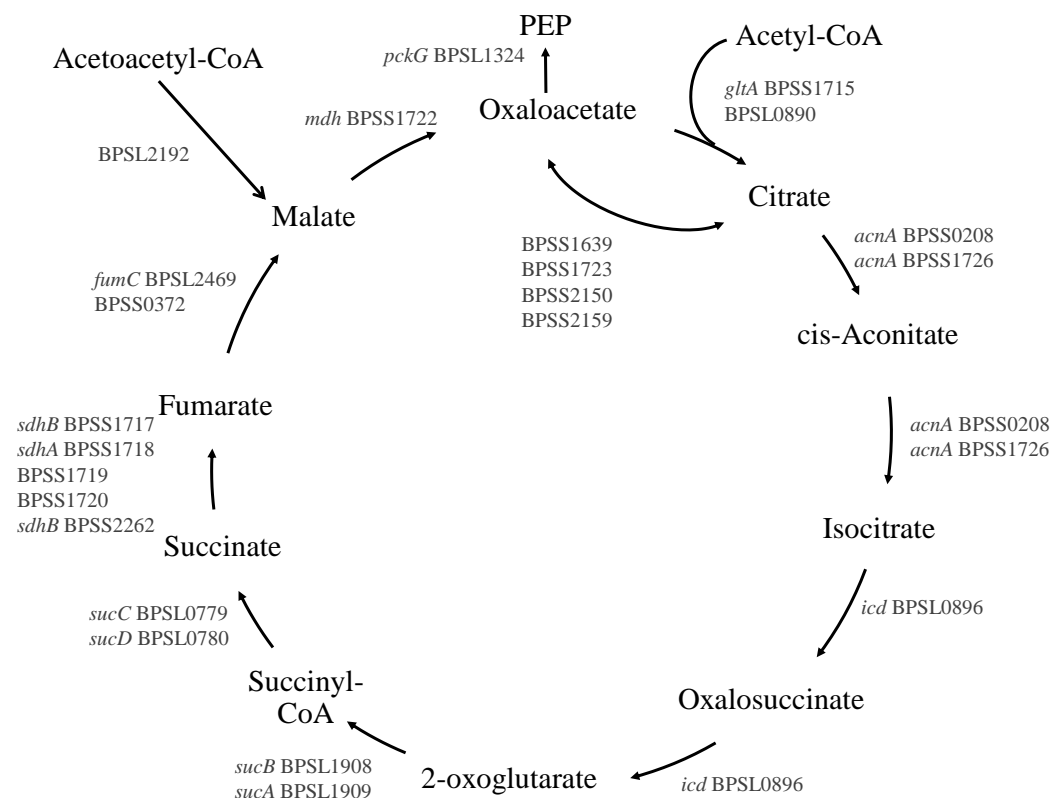 PEP
Acetyl-CoA
Acetoacetyl-CoA
pckG BPSL1324
gltA BPSS1715
BPSL0890
Oxaloacetate
mdh BPSS1722
BPSL2192
Citrate
Malate
acnA BPSS0208
acnA BPSS1726
BPSS1639
BPSS1723
BPSS2150
BPSS2159
fumC BPSL2469
BPSS0372
cis-Aconitate
Fumarate
sdhB BPSS1717
sdhA BPSS1718
BPSS1719
BPSS1720
sdhB BPSS2262
acnA BPSS0208
acnA BPSS1726
Isocitrate
Succinate
icd BPSL0896
sucC BPSL0779
sucD BPSL0780
Succinyl-
CoA
Oxalosuccinate
sucB BPSL1908
sucA BPSL1909
2-oxoglutarate
icd BPSL0896